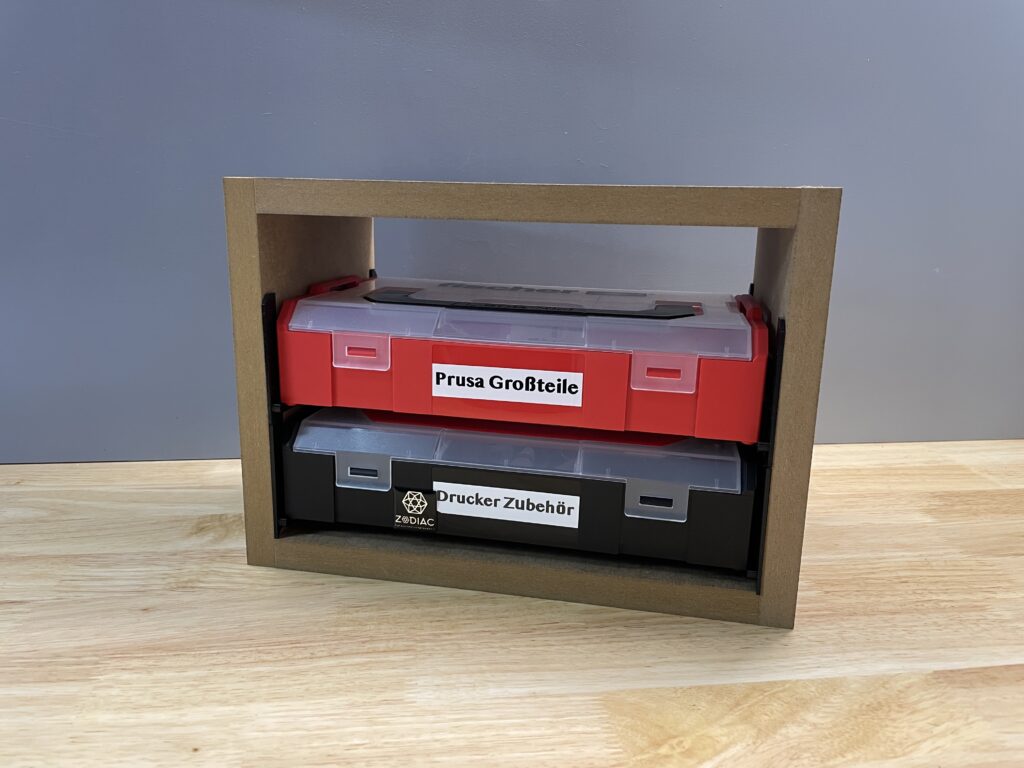 Prusa Großteile
Drucker Zubehör
ZODIAC